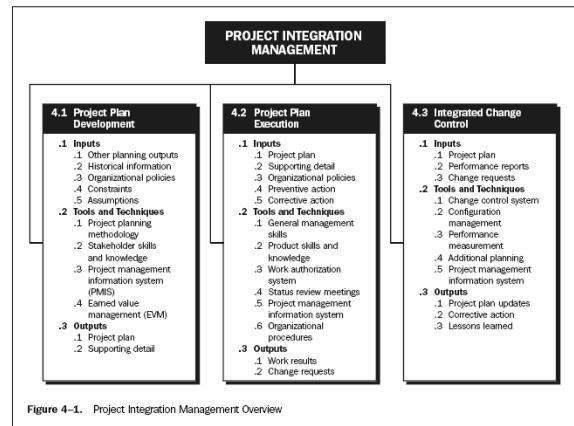 PROJECT INTEGRATION
MANAGEMENT
4.1 Project Plan
Development
.1 Inputs
.1 Other planning outputs
.2 Historical information
.3 Organizational policies
.4 Constraints
.5 Assumptions
.2 Tools and Techniques
.1 Project planning
methodology
.2 Stakeholder skills
and knowledge
.3 Project management
information system
(PMIS)
.4 Earned value
management (EVM)
.3 Outputs
.1 Project plan
.2 Supporting detail
4.2 Project Plan
Execution
.1 Inputs
.1 Project plan
.2 Supporting detail
.3 Organizational policies
.4 Preventive action
.5 Corrective action
.2 Tools and Techniques
.1 General management
skills
.2 Product skills and
knowledge
.3 Work authorization
system
.4 Status review meetings
.5 Project management
information system
.6 Organizational
procedures
.3 Outputs
.1 Work results
.2 Change requests
4.3 Integrated Change
Control
.1 Inputs
.1 Project plan
.2 Performance reports
.3 Change requests
.2 Tools and Techniques
.1 Change control system
.2 Configuration
management
.3 Performance
measurement
.4 Additional planning
.5 Project management
information system
.3 Outputs
.1 Project plan updates
.2 Corrective action
.3 Lessons learned
Figure 4–1. Project Integration Management Overview